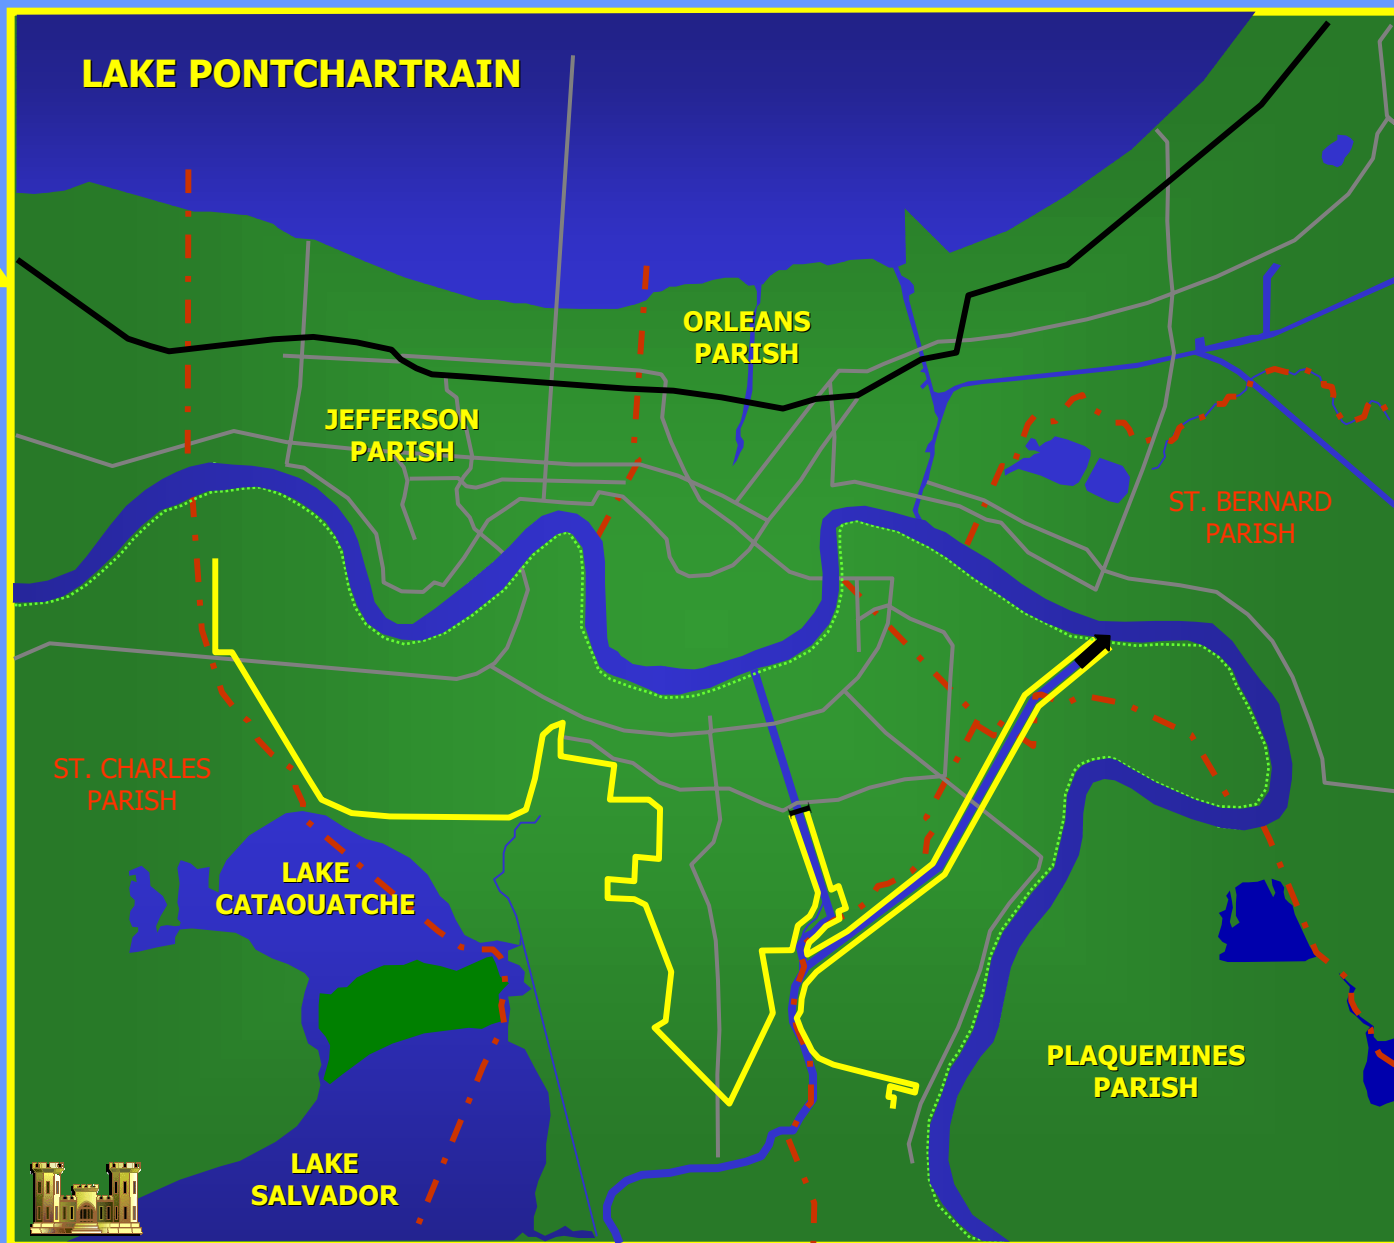 LAKE PONTCHARTRAIN
ORLEANS
PARISH
JEFFERSON
PARISH
ST. BERNARD
PARISH
ST. CHARLES
PARISH
LAKE
CATAOUATCHE
PLAQUEMINES
PARISH
LAKE
SALVADOR